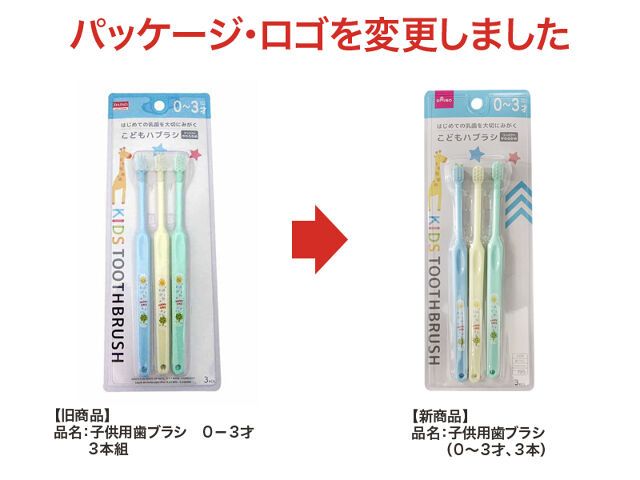 パッケージ・ロゴを変更しました
DAISO
0～3才
はじめての乳歯を大切にみがく
こどもハブラシ
KIDS TOOTHBRUSH
3PCS
DAISO
0～3才
はじめての乳歯を大切にみがく
こどもハブラシ
KIDS TOOTHBRUSH
【旧商品】
品名：子供用歯ブラシ　０－３才
３本組
【新商品】
品名：子供用歯ブラシ
（０～３才、３本）